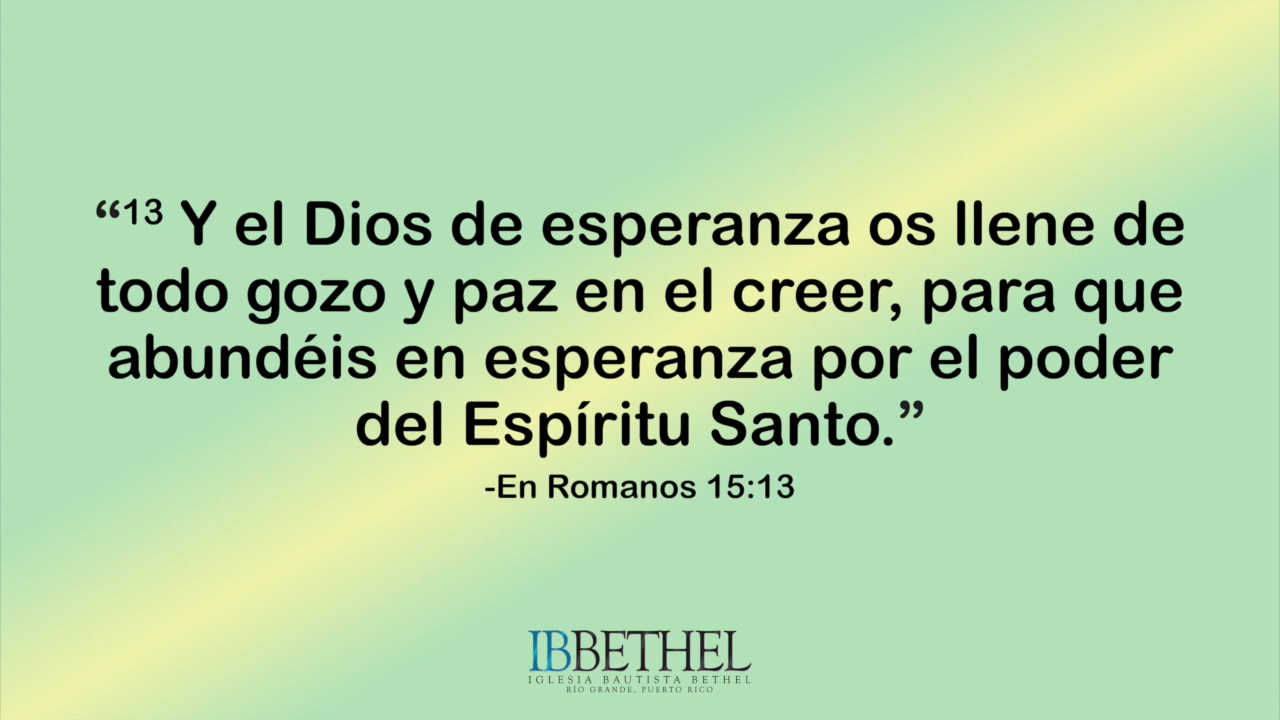 “13 Y el Dios de esperanza os llene de
todo gozo y paz en el creer, para que
abundéis en esperanza por el poder
del Espíritu Santo.”
-En Romanos 15:13
IBBETHEL
IGLESIA BAUTISTA BETHEL
RÍO GRANDE, PUERTO RICO